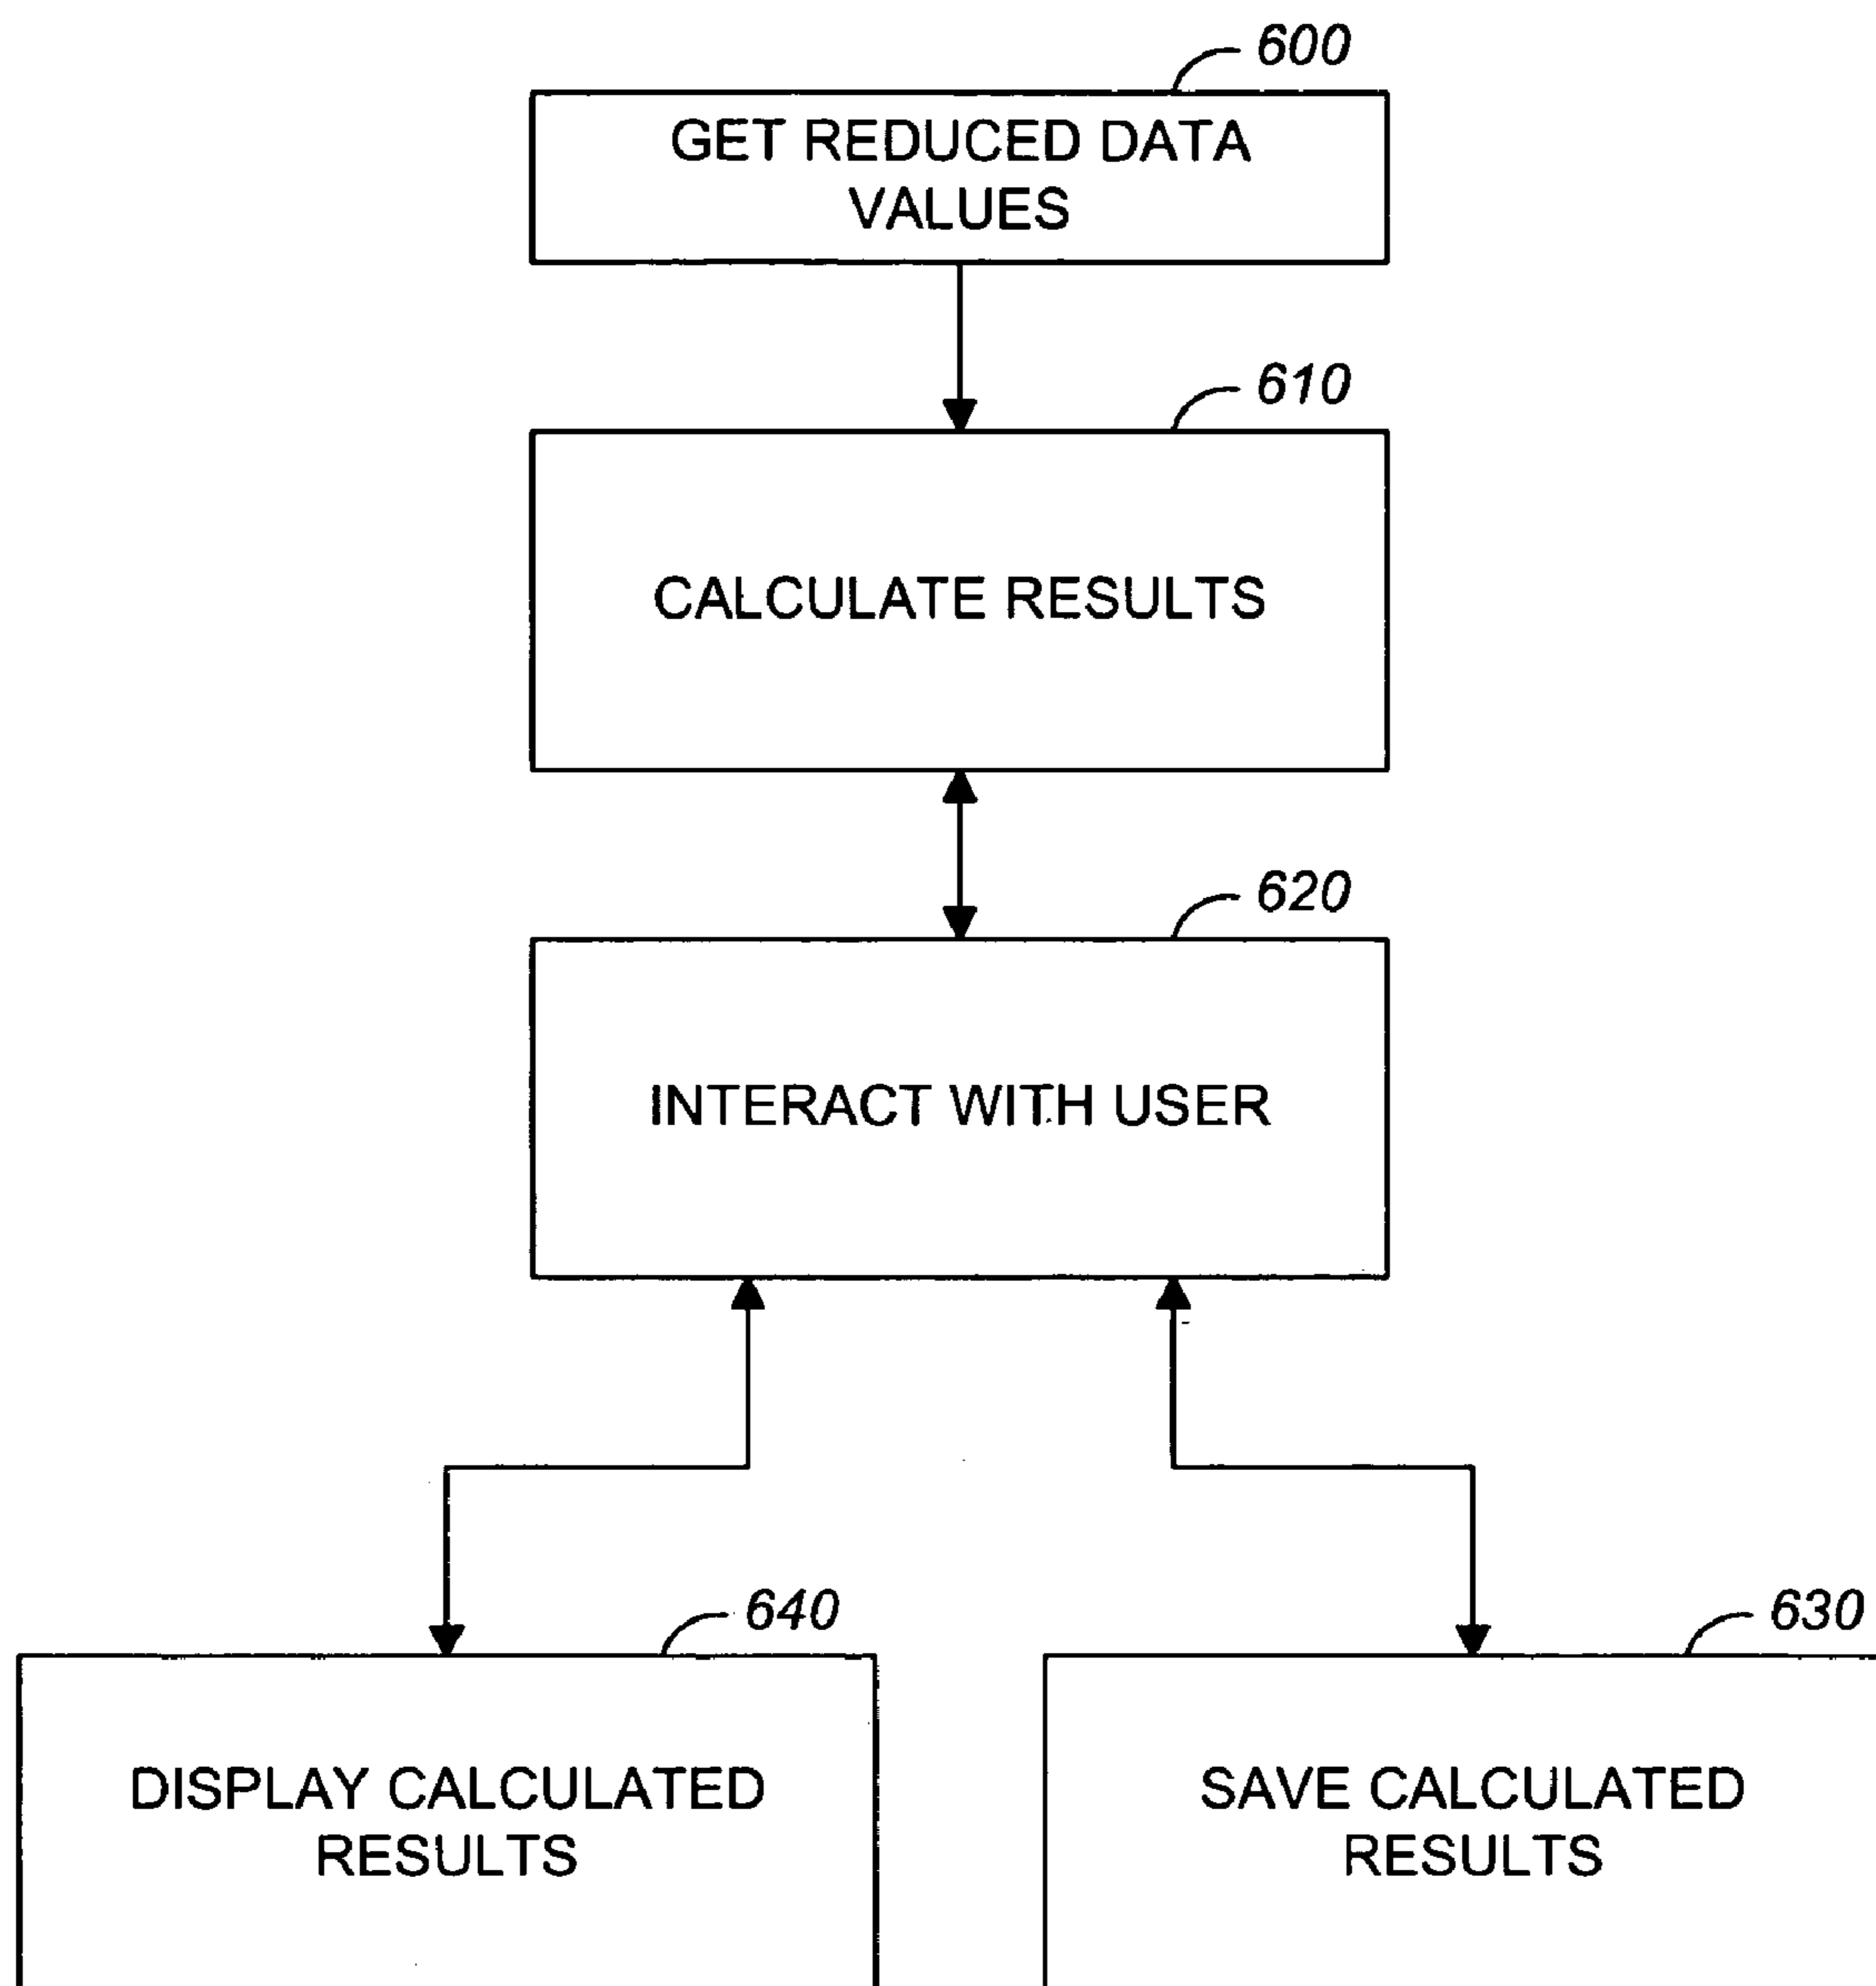 600
GET REDUCED DATA
VALUES
610
CALCULATE RESULTS
620
INTERACT WITH USER
640
DISPLAY CALCULATED
RESULTS
630
SAVE CALCULATED
RESULTS